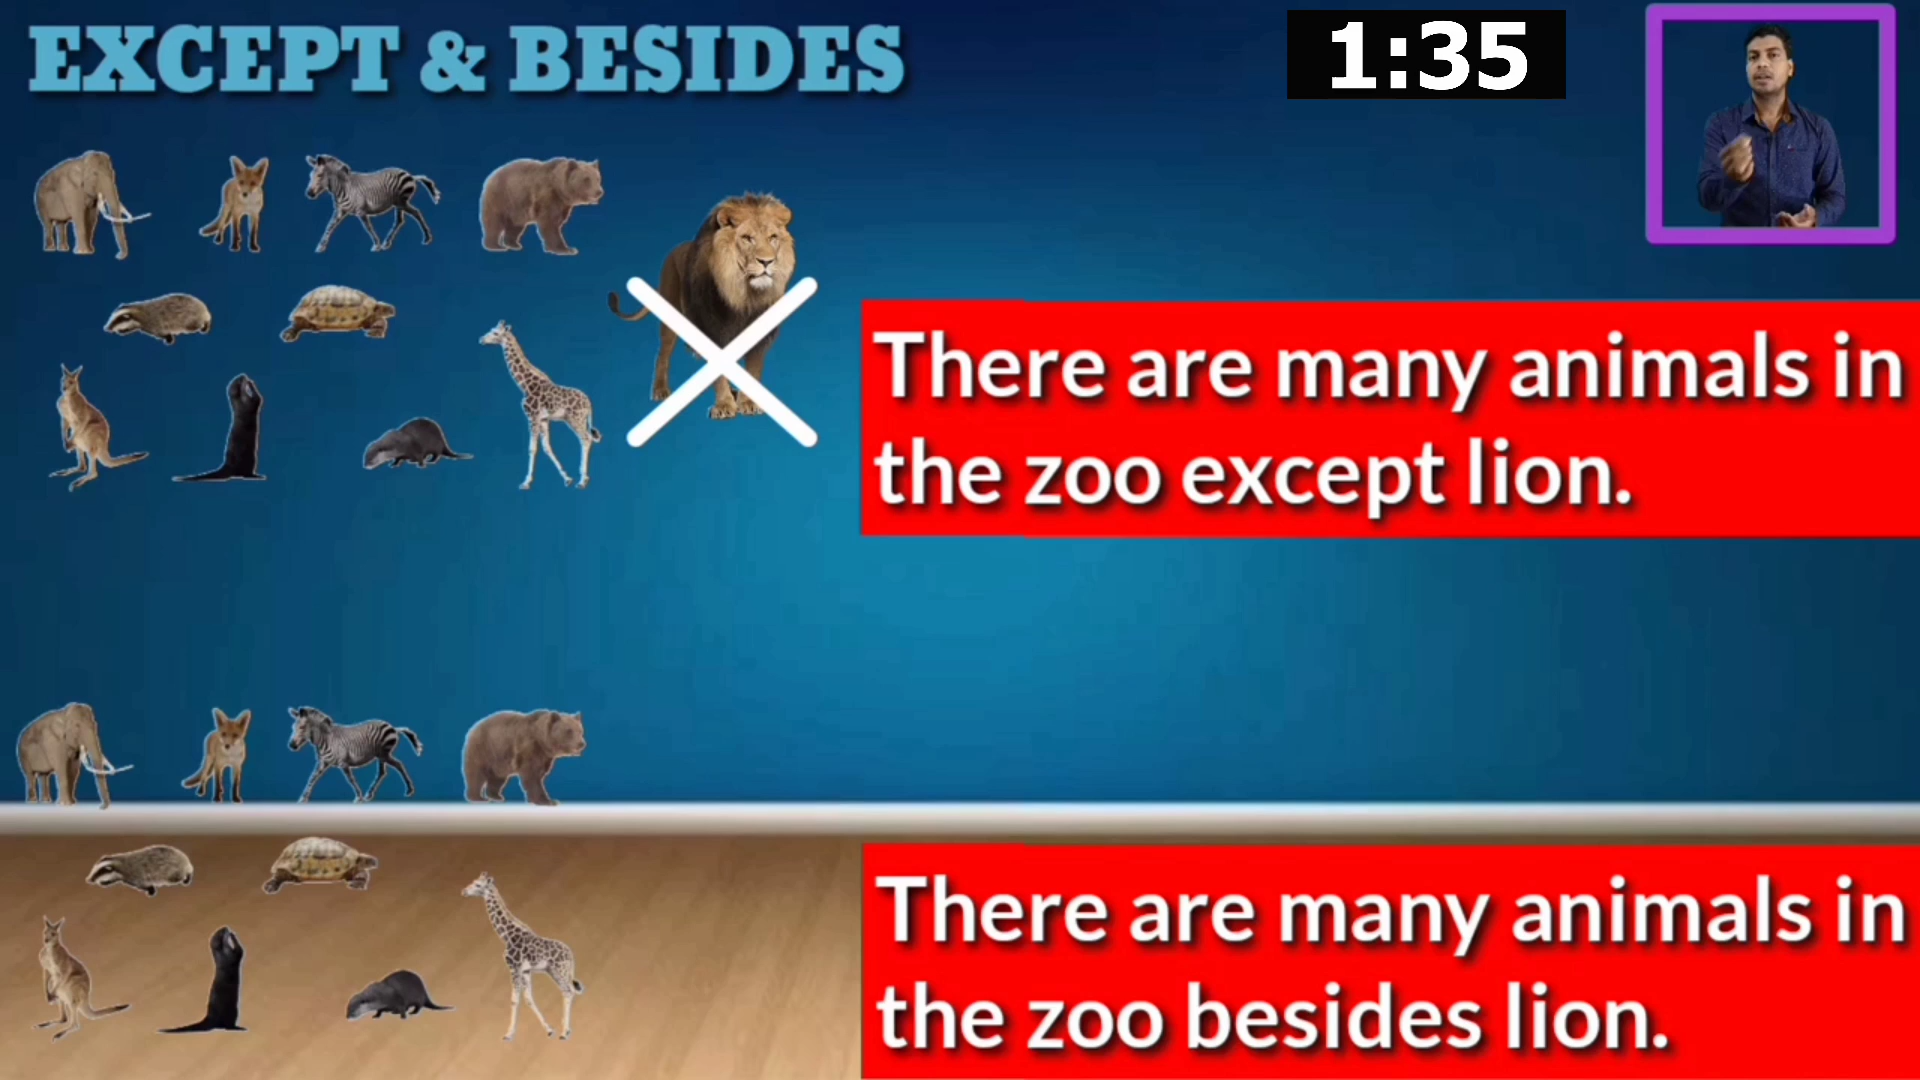 EXCEPT & BESIDES
1:35
There are many animals in
the zoo except lion.
There are many animals in
the zoo besides lion.